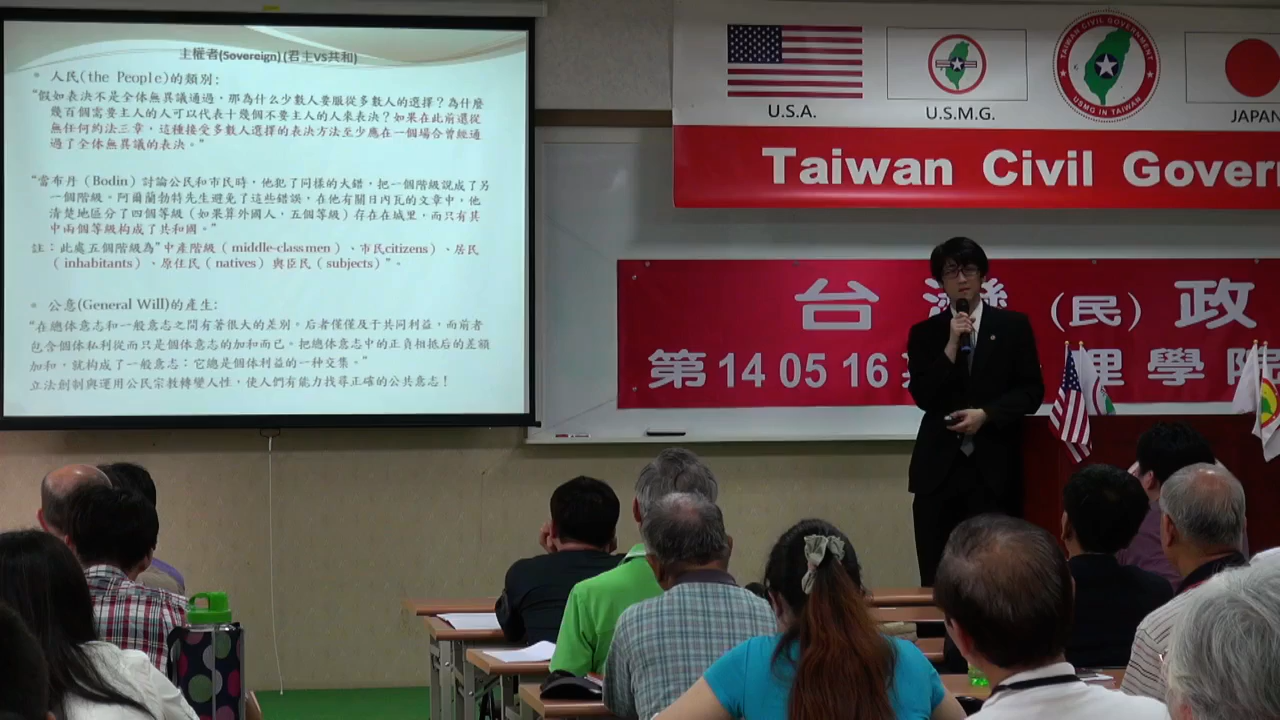 主權者(Sovereign)(君主VS共和)
人民(the People)的類別:
“假如表決不是全体無異議通過，那為什么少數人要服從多數人的選擇？為什麼
幾百個需要主人的人可以代表十幾個不要主人的人來表決？如果在此前還從
無任何約法三章，這種接受多數人選擇的表決方法至少應在一個場合曾經通
過了全体無異議的表決。”
“當布丹（Bodin）討論公民和市民時，他犯了同樣的大錯，把一個階級說成了另
一個階級。阿爾蘭勃特先生避免了這些錯誤，在他有關日內瓦的文章中，他
清楚地區分了四個等級（如果算外國人，五個等級）存在在城里，而只有其
中兩個等級構成了共和國。”
註：此處五個階級為“中產階級（middle-classmen）、市民citizens）、居民
（inhabitants）、原住民（natives）與臣民（subjects）”。
公意(General Will)的產生:
“在總体意志和一般意志之間有著很大的差別。后者僅僅及于共同利益，而前者
包含個体私利從而只是個体意志的加和而已。把總体意志中的正負相抵后的差額
加和，就构成了一般意志：它總是個体利益的一种交集。”
立法創制與運用公民宗教轉變人性，使人們有能力找尋正確的公共意志！
U.S.A.
U.S.M.G.
TAIWAN CIVIL GOVERNMENT
USMG IN TAIWAN
JAPAN
Taiwan Civil Govern
台灣(民)政
第140516 理學院